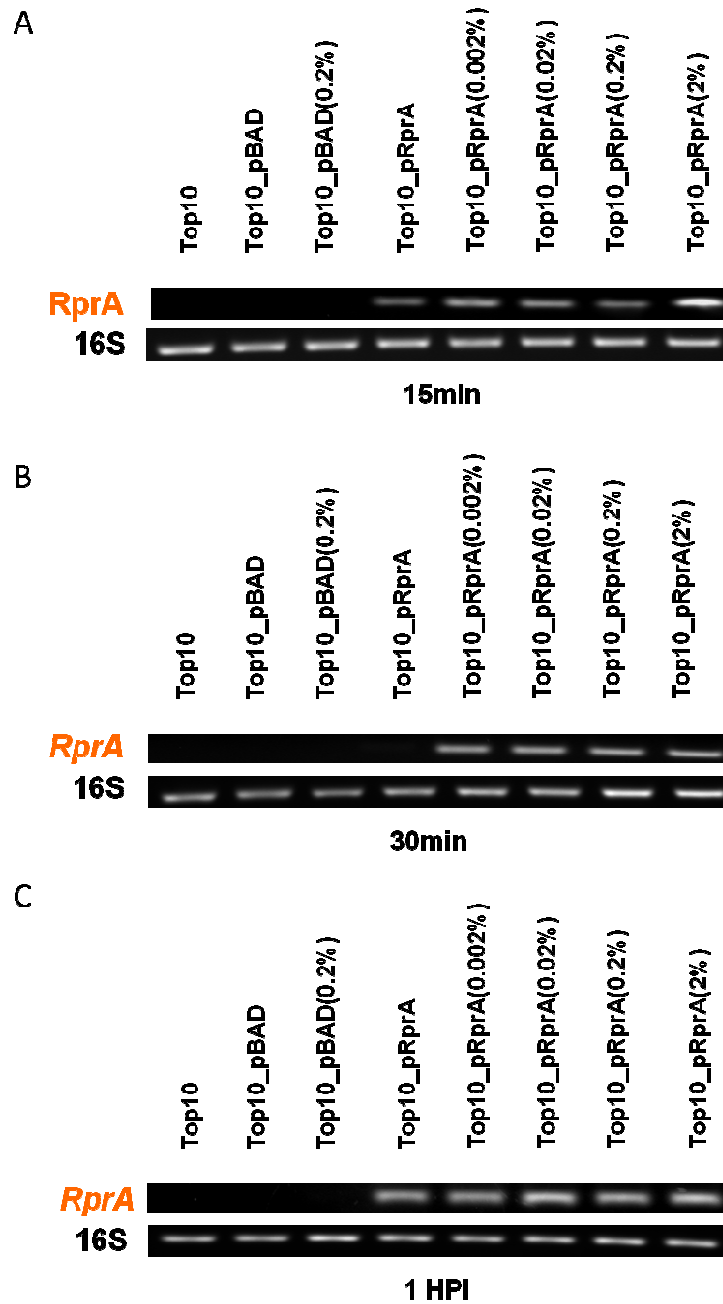 A
Top10
Top10_pBAD
Top10_pBAD(0.2%)
Top10_pRprA
Top10_pRprA(0.002%)
Top10_pRprA(0.02%)
Top10_pRprA(0.2%)
Top10_pRprA(2%)
RprA
16S
15min
B
Top10
Top10_pBAD
Top10_pBAD(0.2%)
Top10_pRprA
Top10_pRprA(0.002%)
Top10_pRprA(0.02%)
Top10_pRprA(0.2%)
Top10_pRprA(2%)
RprA
16S
30min
C
Top10
Top10_pBAD
Top10_pBAD(0.2%)
Top10_pRprA
Top10_pRprA(0.002%)
Top10_pRprA(0.02%)
Top10_pRprA(0.2%)
Top10_pRprA(2%)
RprA
16S
1 HPI